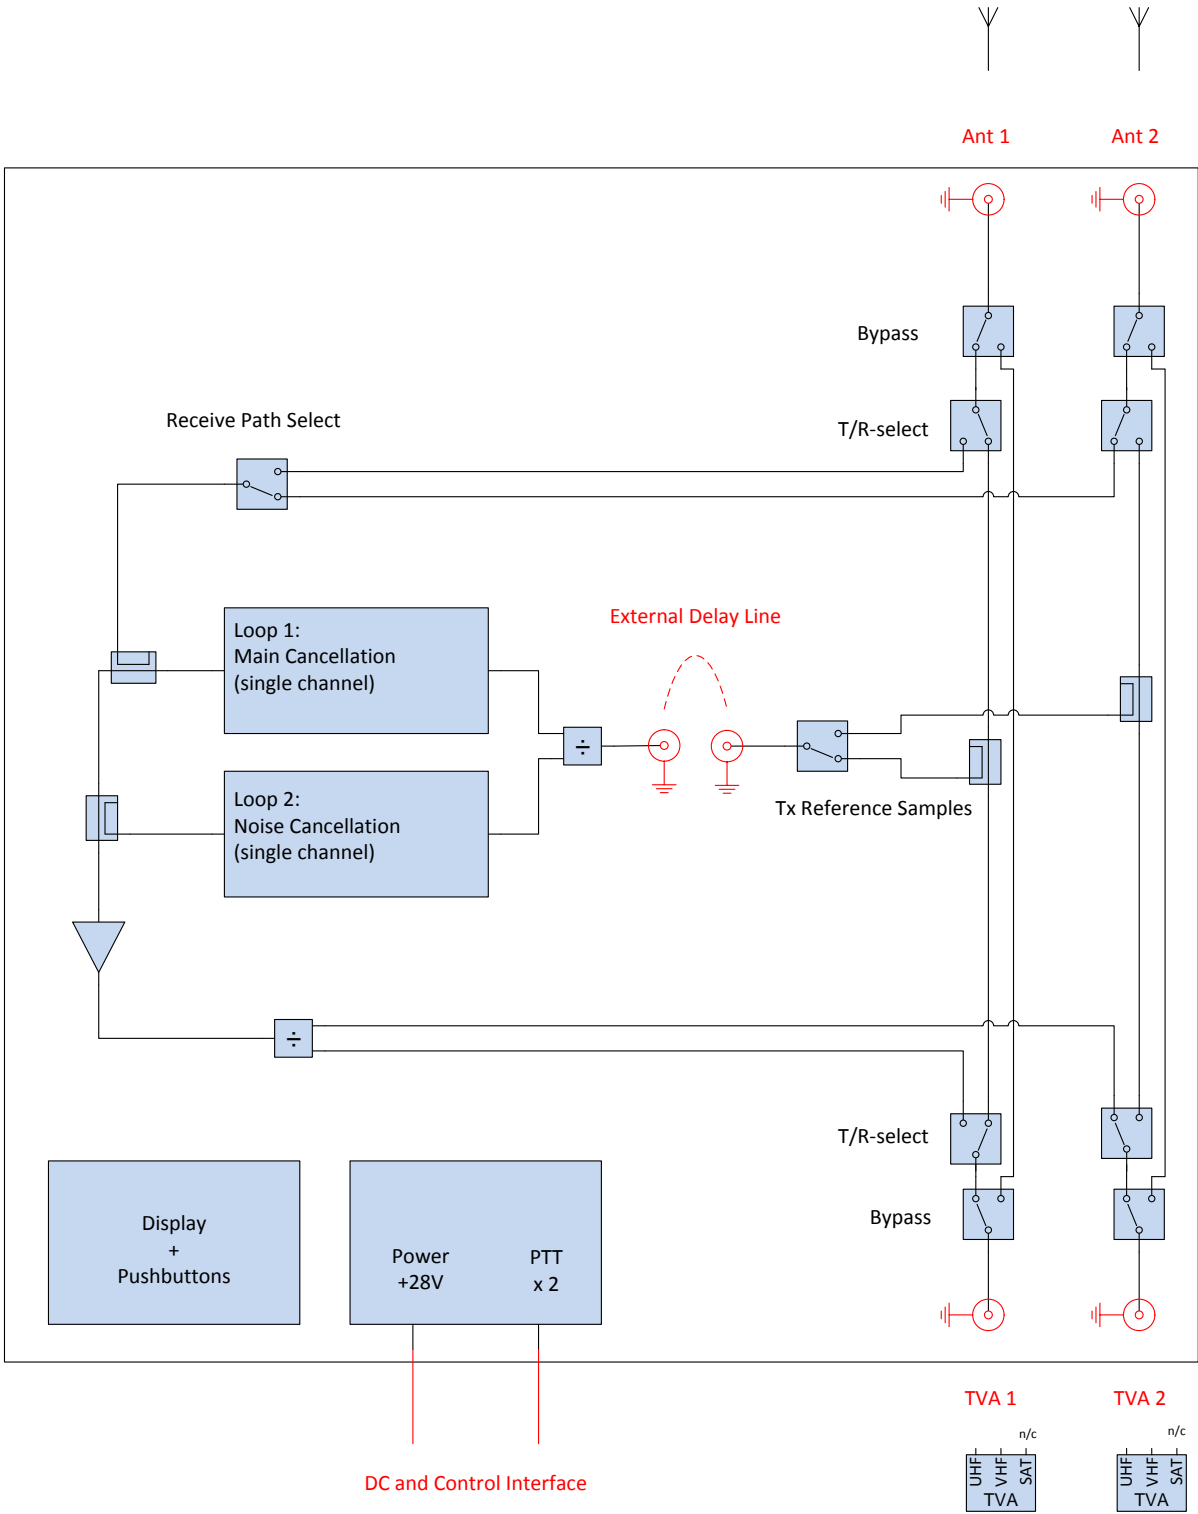 Ant 1
Ant 2
Bypass
Receive Path Select
T/R-select
External Delay Line
Loop 1:
Main Cancellation
(single channel)
÷
Loop 2:
Noise Cancellation
(single channel)
Tx Reference Samples
÷
T/R-select
Bypass
Display
+
Pushbuttons
Power
+28V
PTT
x 2
TVA 1
TVA 2
n/c
n/c
UHF
VHF
SAT
TVA
UHF
VHF
SAT
TVA
DC and Control Interface